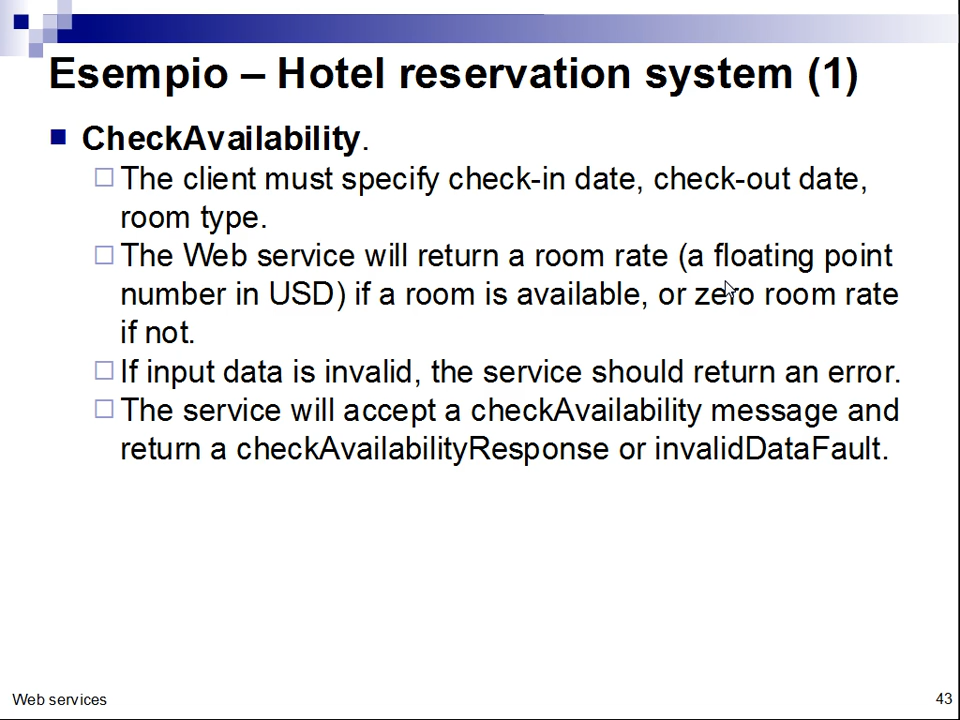 Esempio – Hotel reservation system (1)
CheckAvailability.
The client must specify check-in date, check-out date,
room type.
The Web service will return a room rate (a floating point
number in USD) if a room is available, or zero room rate
if not.
If input data is invalid, the service should return an error.
The service will accept a checkAvailability message and
return a checkAvailabilityResponse or invalidDataFault.
Web services
43